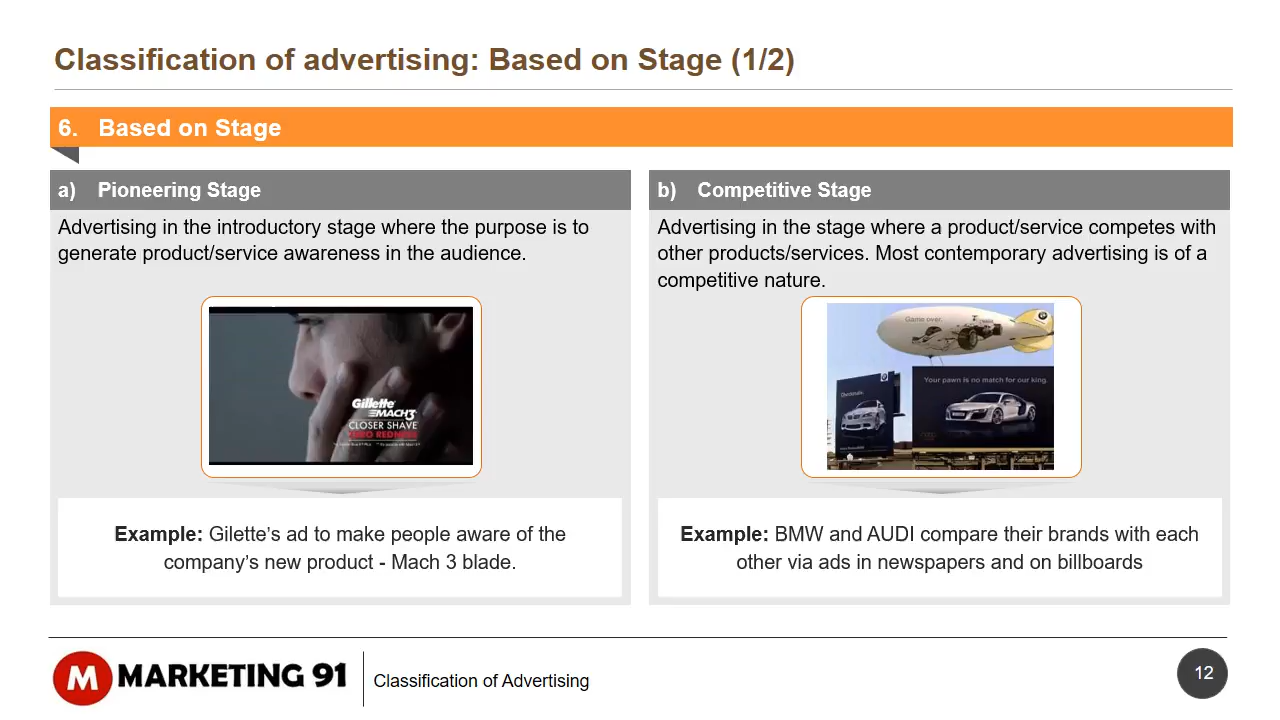 Classification of advertising: Based on Stage (1/2)
6. Based on Stage
a) Pioneering Stage
Advertising in the introductory stage where the purpose is to
generate product/service awareness in the audience.
Gillette
MACH3
CLOSER SHAVE
ZERO REDNESS
Example: Gilette's ad to make people aware of the
company's new product - Mach 3 blade.
b) Competitive Stage
Advertising in the stage where a product/service competes with
other products/services. Most contemporary advertising is of a
competitive nature.
Game over.
Checkmate.
Your pawn is no match for our king.
Example: BMW and AUDI compare their brands with each
other via ads in newspapers and on billboards
M MARKETING 91
Classification of Advertising
12